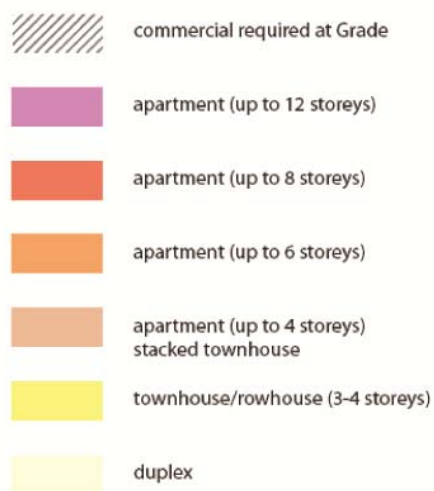 commercial required at Grade
apartment (up to 12 storeys)
apartment (up to 8 storeys)
apartment (up to 6 storeys)
apartment (up to 4 storeys)
stacked townhouse
townhouse/rowhouse (3-4 storeys)
duplex